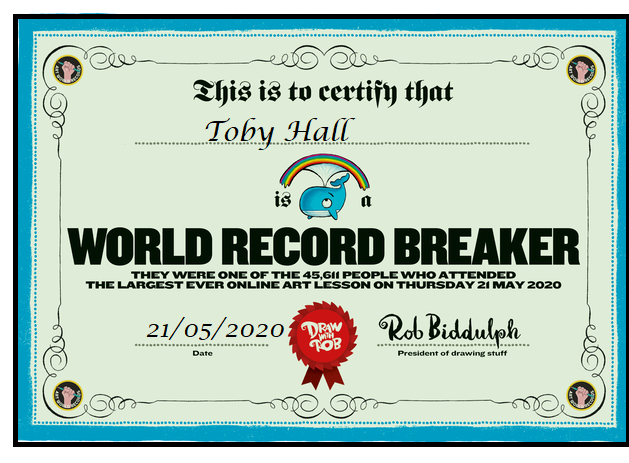 This is to certify that
Toby Hall
is a
WORLD RECORD BREAKER
THEY WERE ONE OF THE 45,611 PEOPLE WHO ATTENDED
THE LARGEST EVER ONLINE ART LESSON ON THURSDAY 21 MAY 2020
21/05/2020
DRAW
WITH
ROB
Rob Biddulph
Date
President of drawing stuff